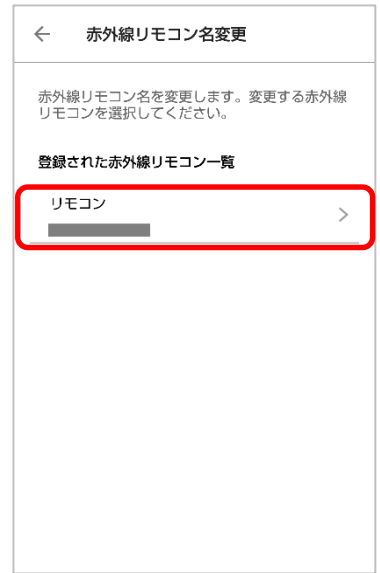 赤外線リモコン名変更
赤外線リモコン名を変更します。変更する赤外線
リモコンを選択してください。
登録された赤外線リモコン一覧
リモコン